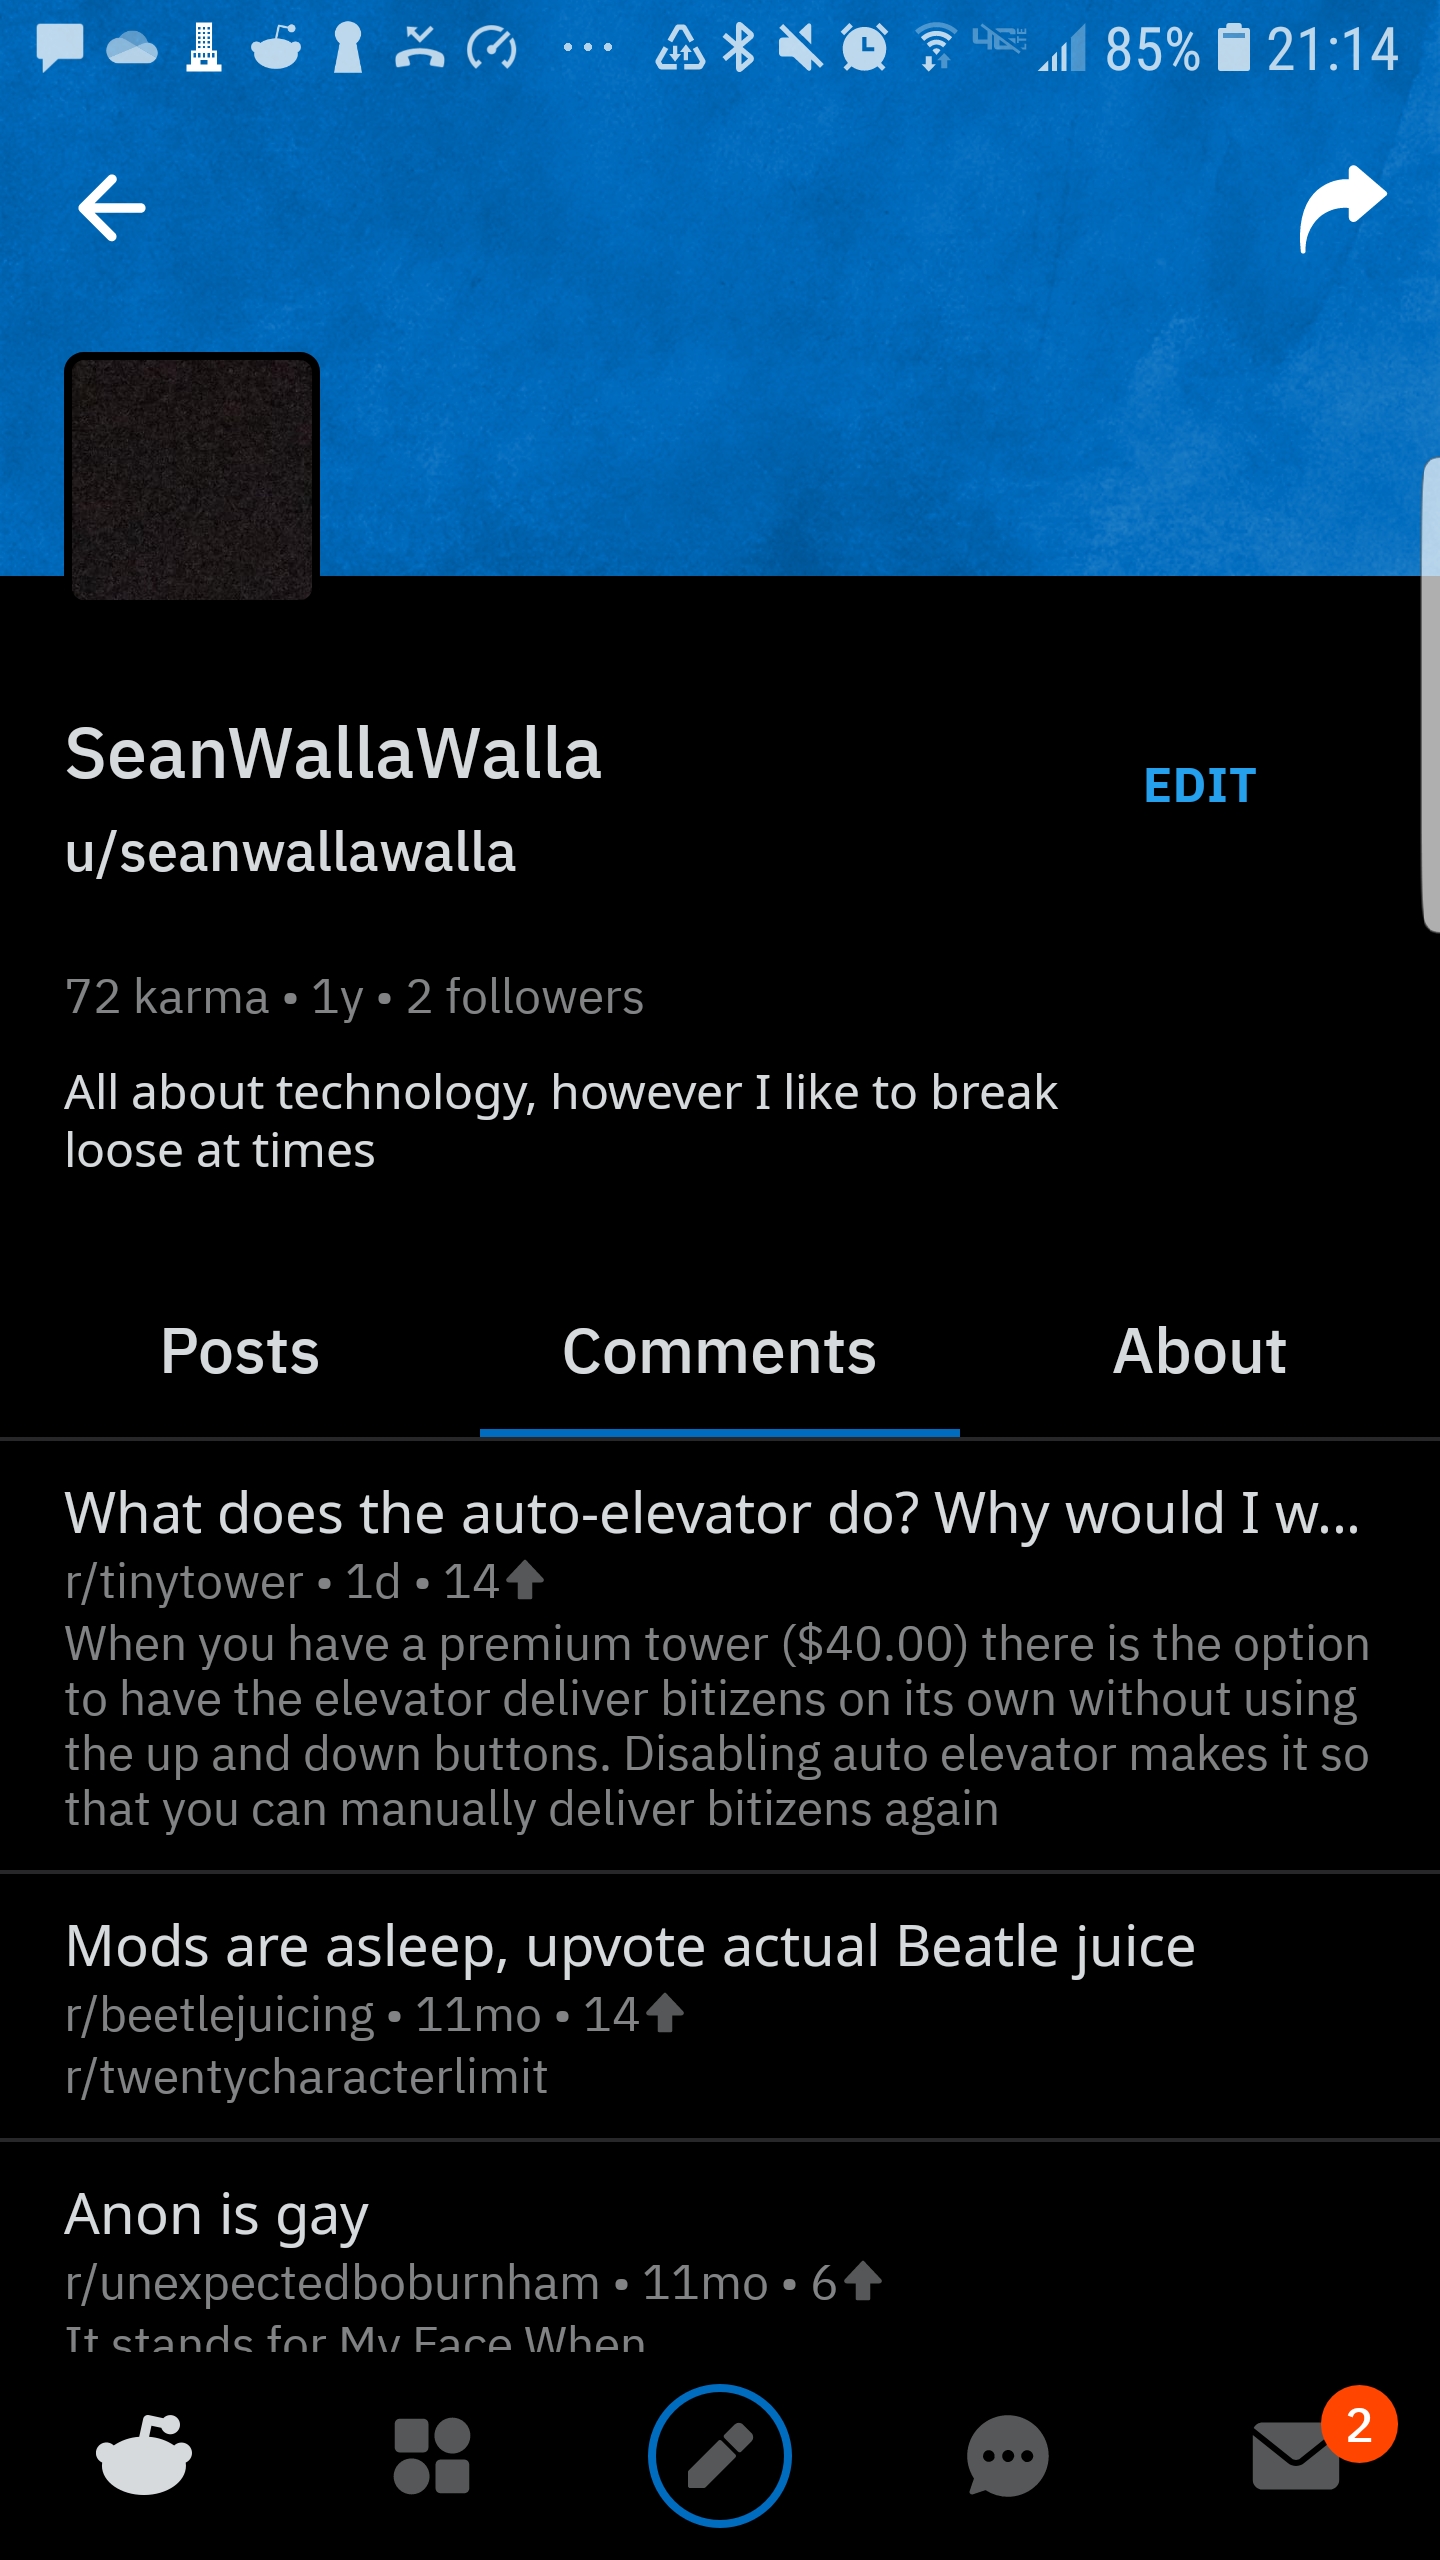 85% 21:14
SeanWallaWalla
EDIT
u/seanwallawalla
72 karma • 1y • 2 followers
All about technology, however I like to break
loose at times
Posts Comments About
What does the auto-elevator do? Why would I w...
r/tinytower • 1d • 14
When you have a premium tower ($40.00) there is the option
to have the elevator deliver bitizens on its own without using
the up and down buttons. Disabling auto elevator makes it so
that you can manually deliver bitizens again
Mods are asleep, upvote actual Beatle juice
r/beetlejuicing • 11mo • 14
r/twentycharacterlimit
Anon is gay
r/unexpectedboburnham • 11mo • 6
It stands for My Face When
2